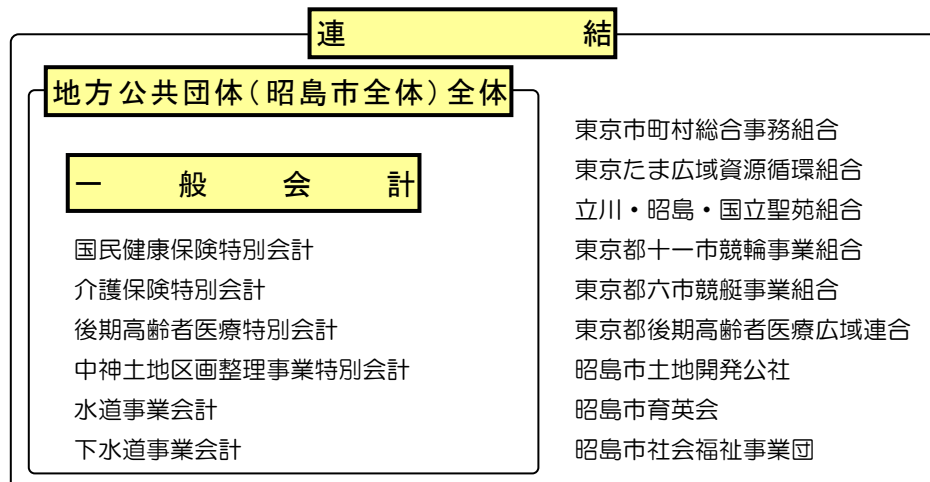 連結
地方公共団体(昭島市全体)全体
一般会計
国民健康保険特別会計
介護保険特別会計
後期高齢者医療特別会計
中神土地区画整理事業特別会計
水道事業会計
下水道事業会計
東京市町村総合事務組合
東京たま広域資源循環組合
立川・昭島・国立聖苑組合
東京都十一市競輪事業組合
東京都六市競艇事業組合
東京都後期高齢者医療広域連合
昭島市土地開発公社
昭島市育英会
昭島市社会福祉事業団